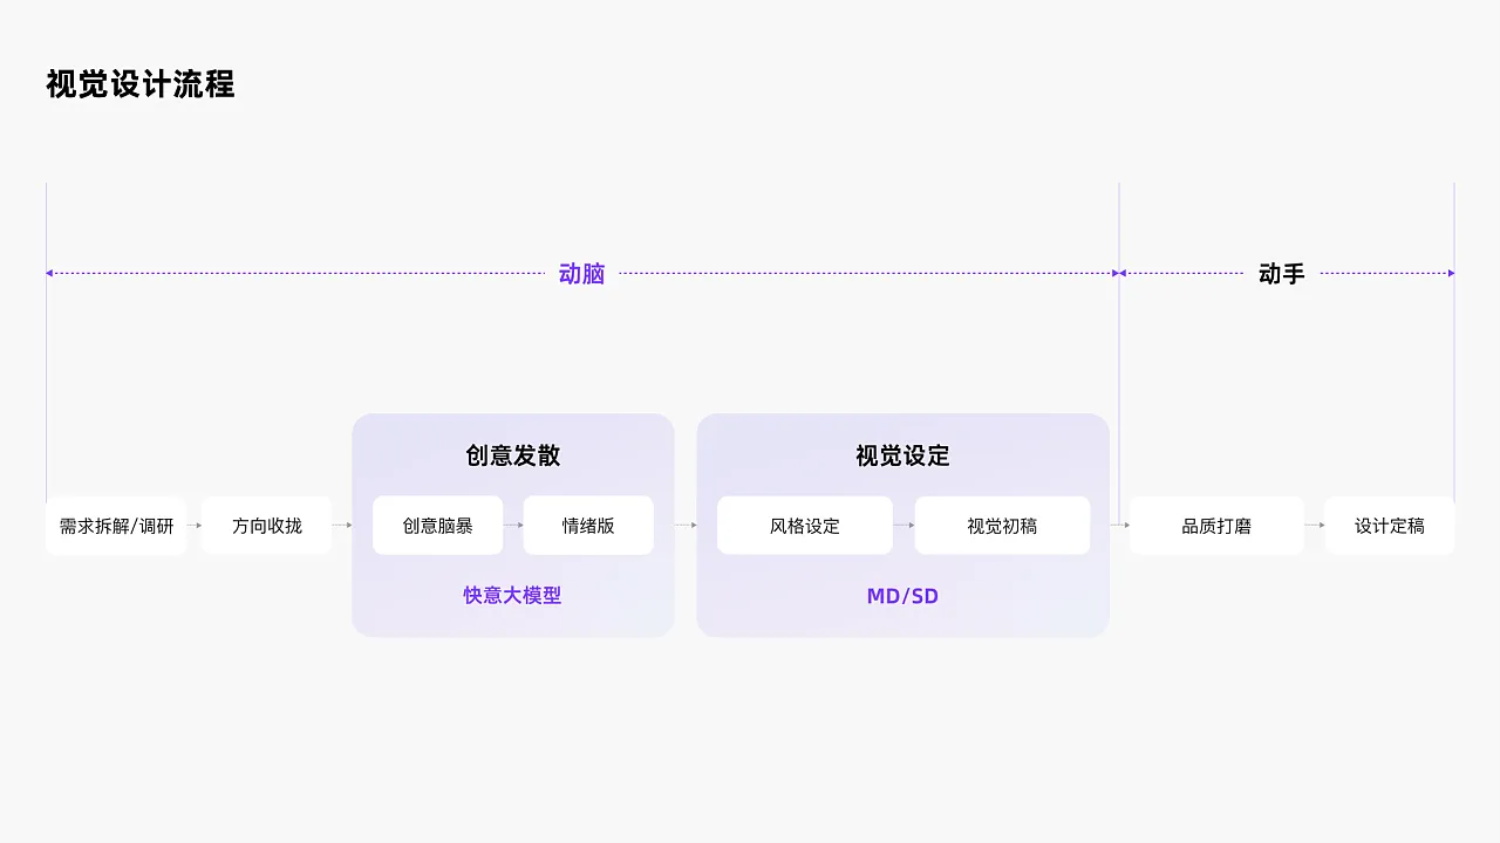 视觉设计流程
动脑
动手
创意发散
视觉设定
需求拆解/调研
方向收拢
创意脑暴
情绪版
风格设定
视觉初稿
品质打磨
设计定稿
快意大模型
MD/SD